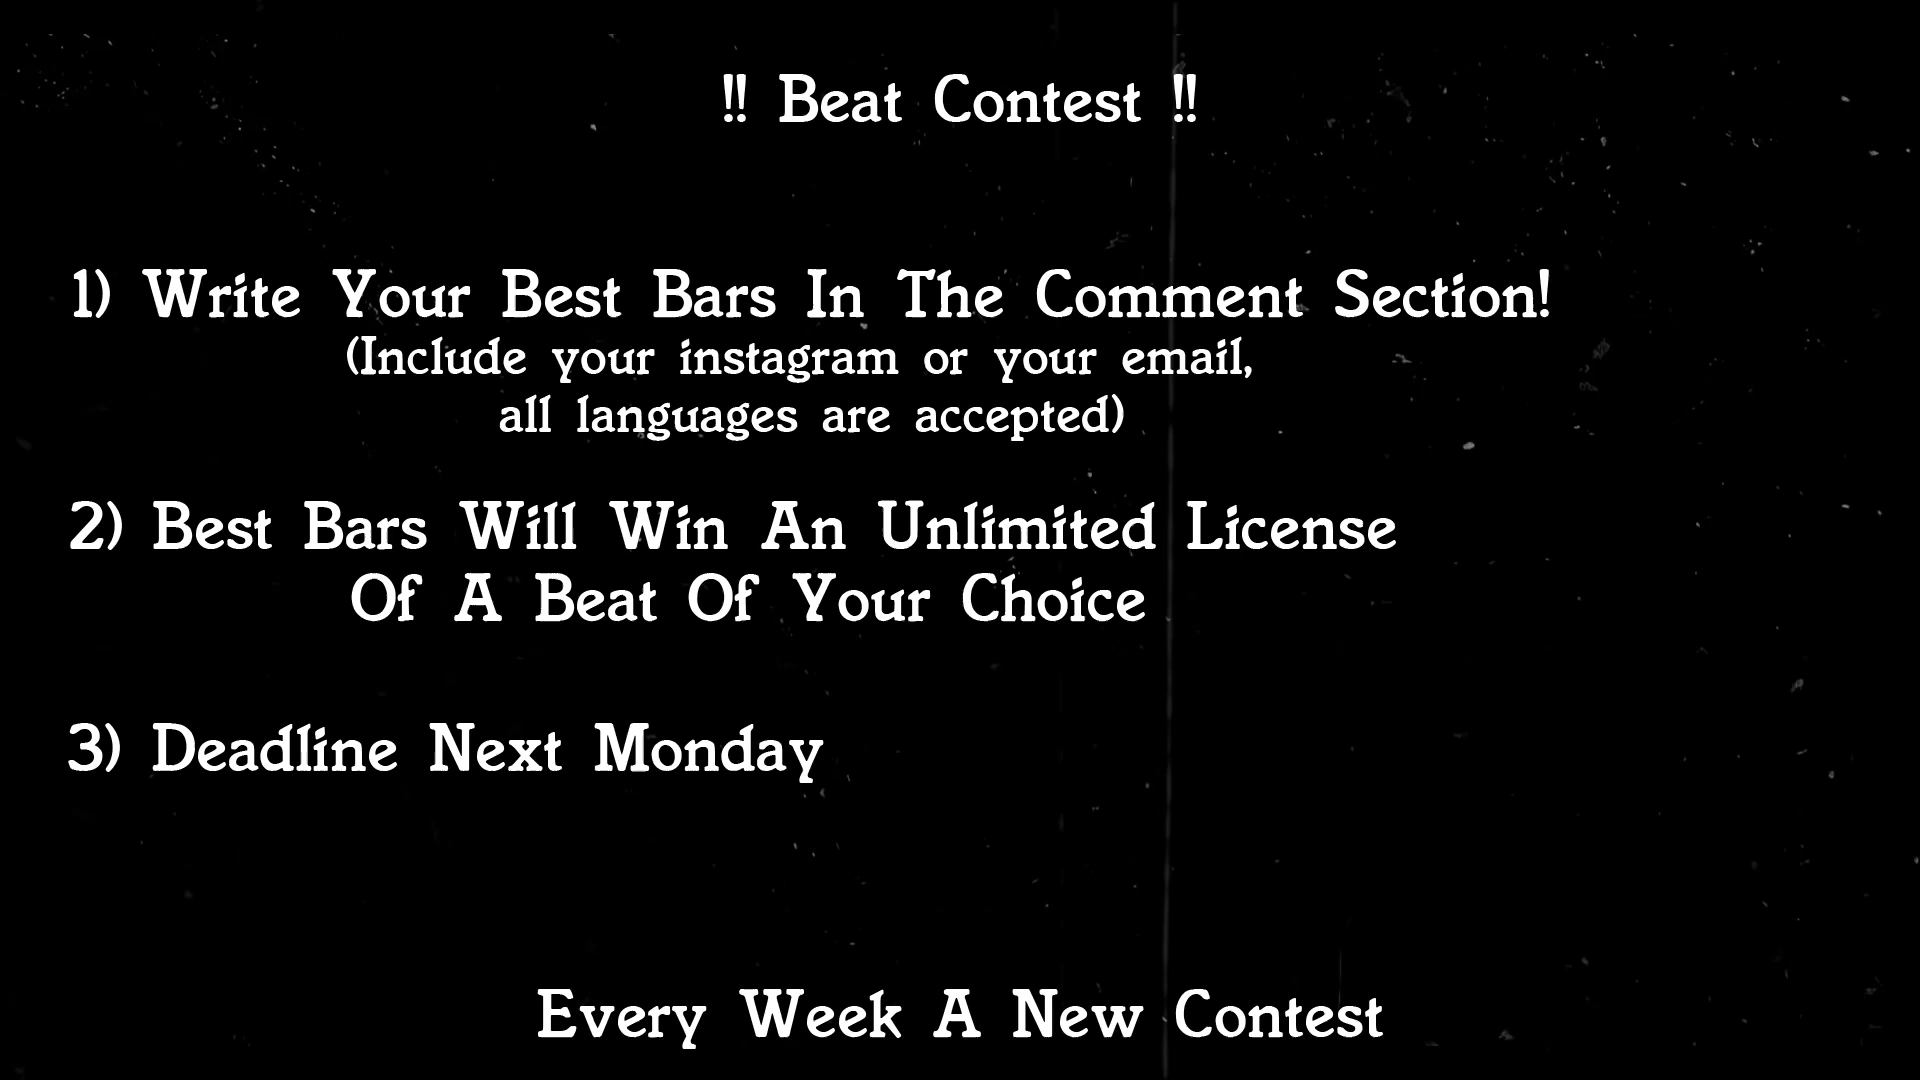 !! Beat Contest !!
1) Write Your Best Bars In The Comment Section!
(Include your instagram or your email,
all languages are accepted)
2) Best Bars Will Win An Unlimited License
Of A Beat Of Your Choice
3) Deadline Next Monday
Every Week A New Contest